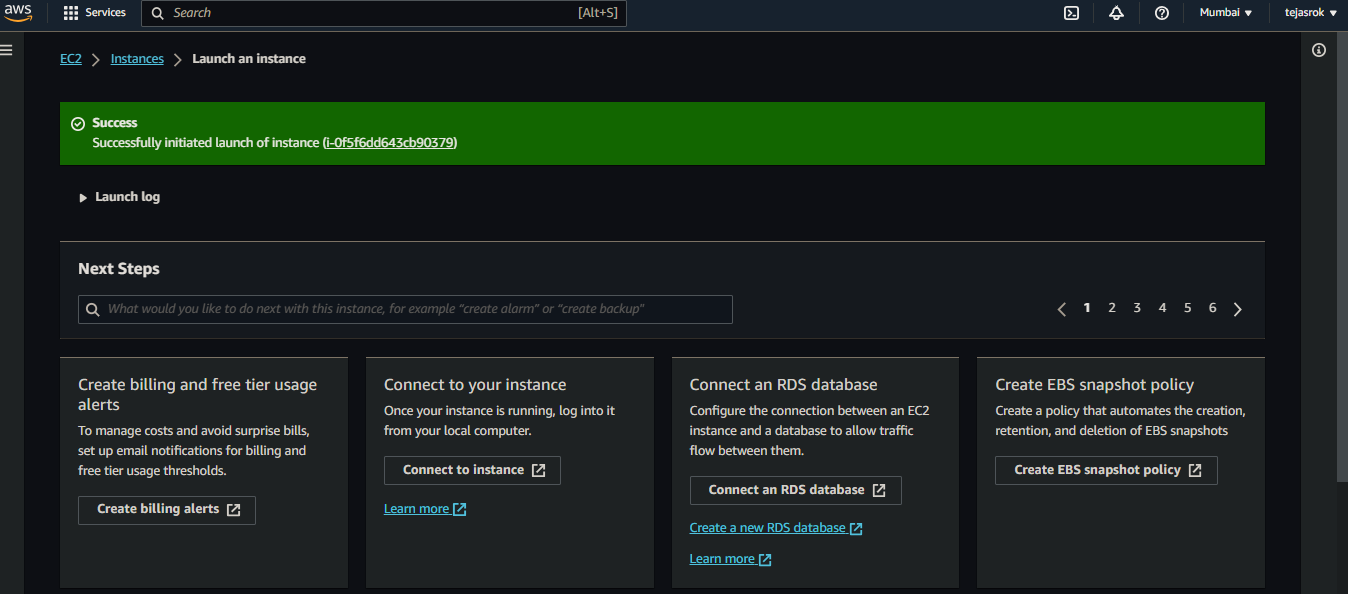 aws
Services
Search
[Alt+S]
Mumbai
tejasrok
EC2
Instances
Launch an instance
Success
Successfully initiated launch of instance (i-0f5f6dd643cb90379)
Launch log
Next Steps
What would you like to do next with this instance, for example "create alarm" or "create backup"
1 2 3 4 5 6
Create billing and free tier usage
alerts
To manage costs and avoid surprise bills,
set up email notifications for billing and
free tier usage thresholds.
Create billing alerts
Connect to your instance
Once your instance is running, log into it
from your local computer.
Connect to instance
Learn more
Connect an RDS database
Configure the connection between an EC2
instance and a database to allow traffic
flow between them.
Connect an RDS database
Create a new RDS database
Learn more
Create EBS snapshot policy
Create a policy that automates the creation,
retention, and deletion of EBS snapshots
Create EBS snapshot policy